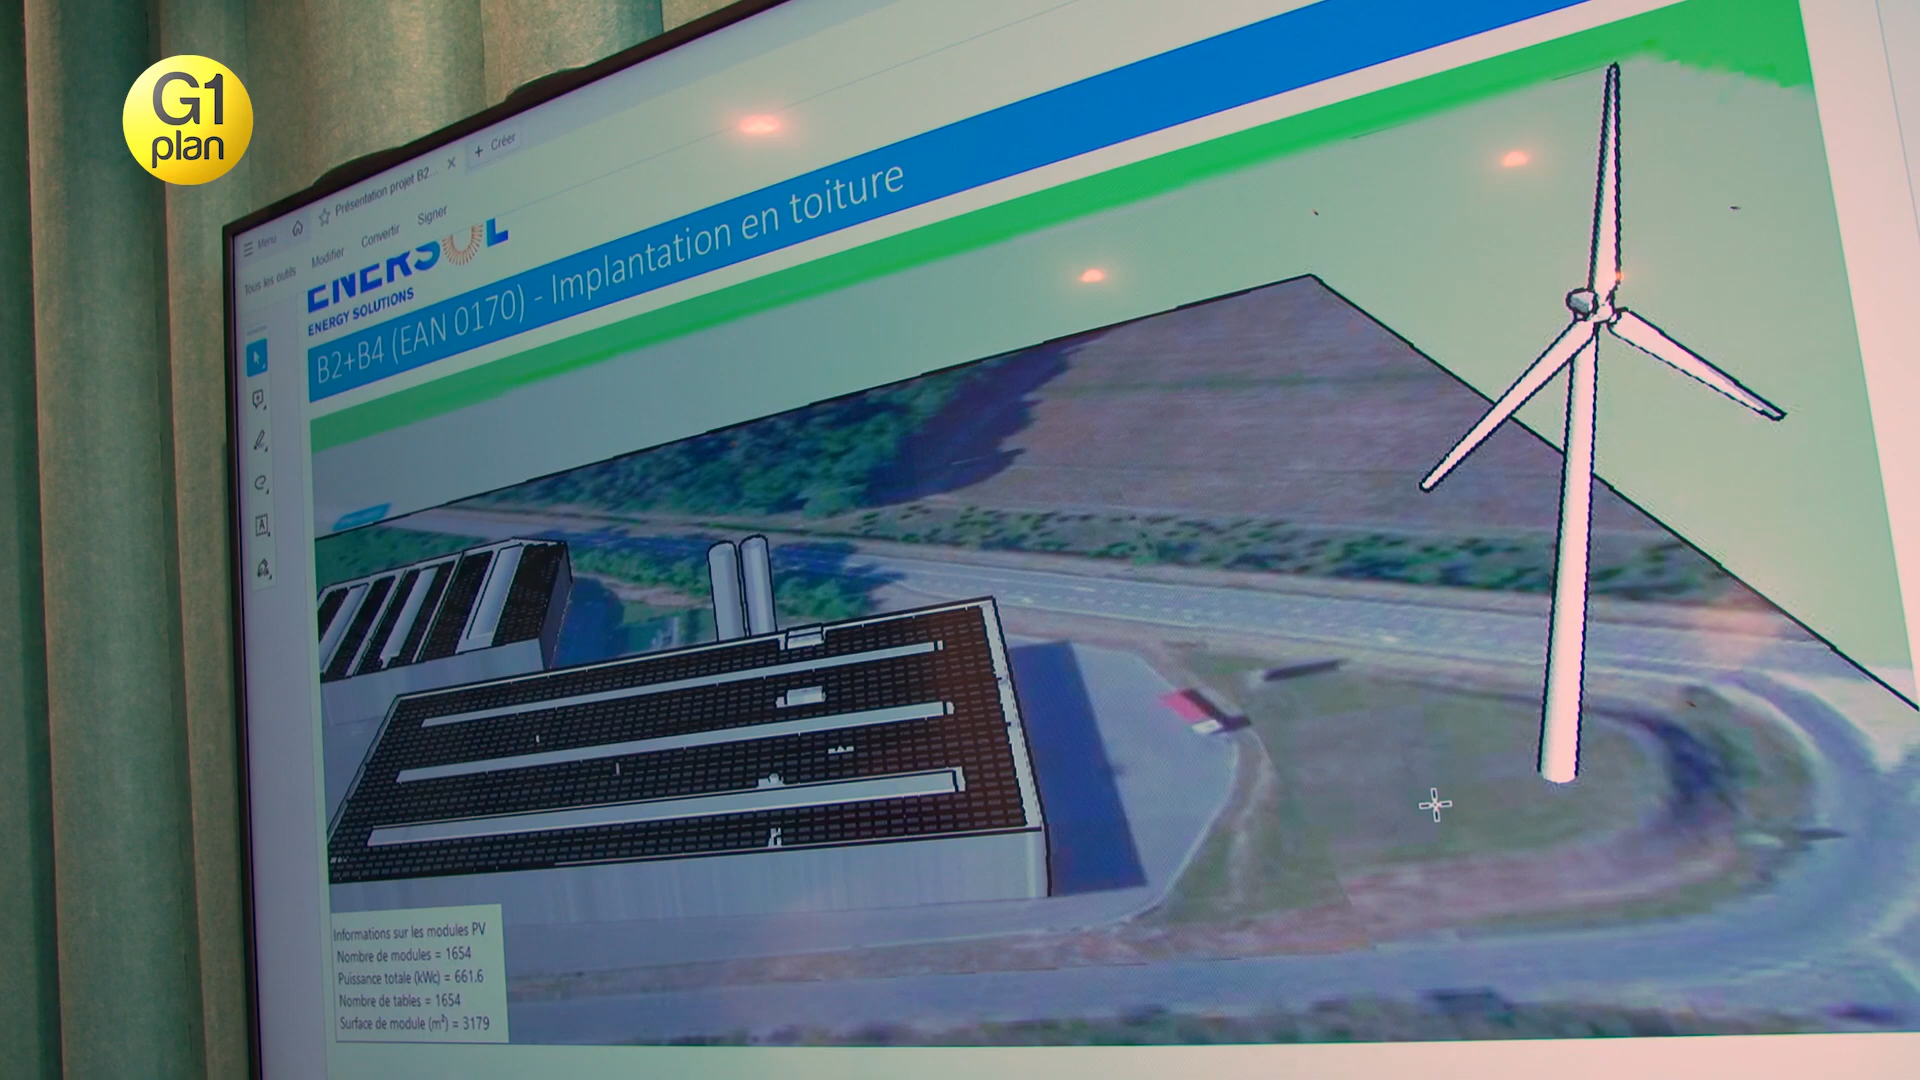 G1
plan
Présentation projet B2...
+ Créer
Menu
Tous les outils
Modifier
Convertir
Signer
ENERSOL
ENERGY SOLUTIONS
B2+B4 (EAN 0170) - Implantation en toiture
Informations sur les modules PV
Nombre de modules = 1654
Puissance totale (kWc) = 661.6
Nombre de tables = 1654
Surface de module (m²) = 3179